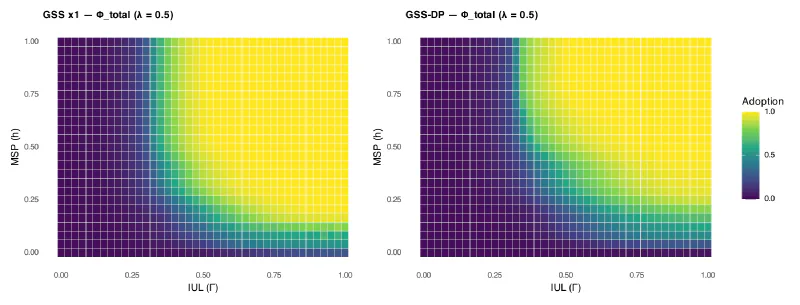 GSS x1 — Φ_total (λ = 0.5)
GSS-DP — Φ_total (λ = 0.5)
MSP (h)
1.00
0.75
0.50
0.25
0.00
0.00 0.25 0.50 0.75 1.00
IUL (Γ)
MSP (h)
1.00
0.75
0.50
0.25
0.00
0.00 0.25 0.50 0.75 1.00
IUL (Γ)
Adoption
1.0
0.5
0.0